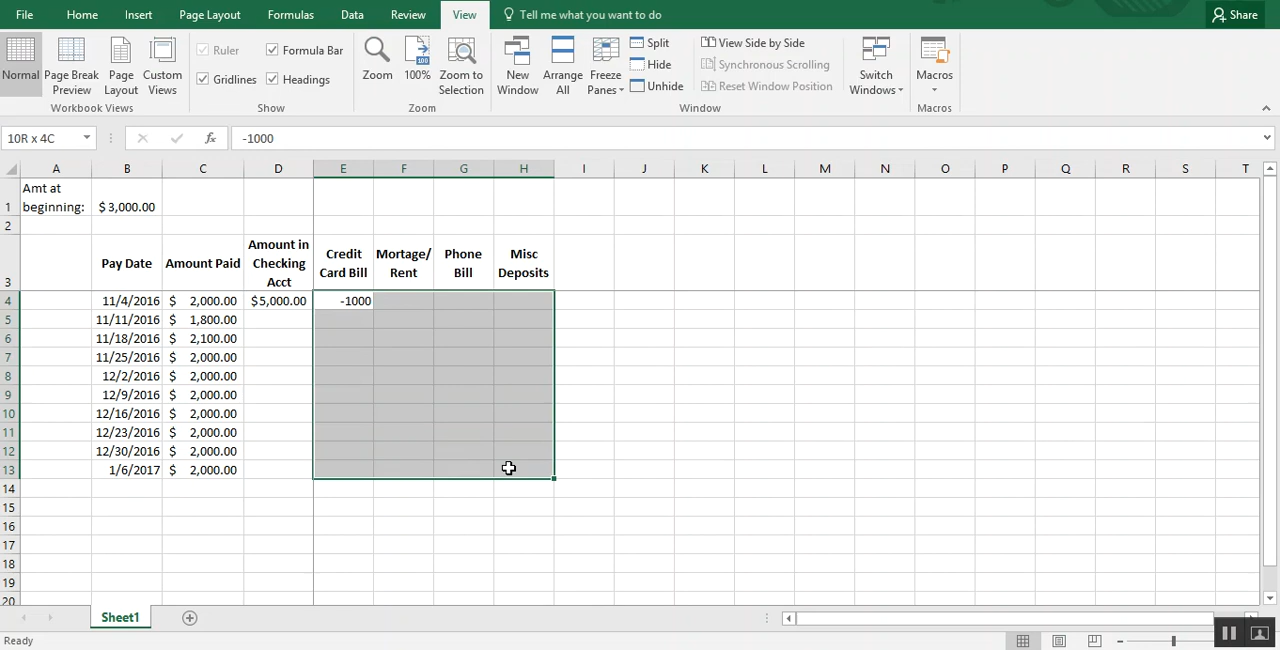 File Home Insert Page Layout Formulas Data Review View Tell me what you want to do Share
Normal
Page Break Preview
Page Layout
Custom Views
Workbook Views
Ruler Formula Bar
Gridlines Headings
Show
Zoom
100%
Zoom to Selection
Zoom
New Window
Arrange All
Freeze Panes
Split
Hide
Unhide
View Side by Side
Synchronous Scrolling
Reset Window Position
Window
Switch Windows
Macros
Macros
10R x 4C fx -1000
A B C D E F G H I J K L M N O P Q R S T
1 Amt at beginning: $ 3,000.00
2
3 Pay Date Amount Paid Amount in Checking Acct Credit Card Bill Mortage/ Rent Phone Bill Misc Deposits
4 11/4/2016 $ 2,000.00 $ 5,000.00 -1000
5 11/11/2016 $ 1,800.00
6 11/18/2016 $ 2,100.00
7 11/25/2016 $ 2,000.00
8 12/2/2016 $ 2,000.00
9 12/9/2016 $ 2,000.00
10 12/16/2016 $ 2,000.00
11 12/23/2016 $ 2,000.00
12 12/30/2016 $ 2,000.00
13 1/6/2017 $ 2,000.00
14
15
16
17
18
19
20
Sheet1
Ready